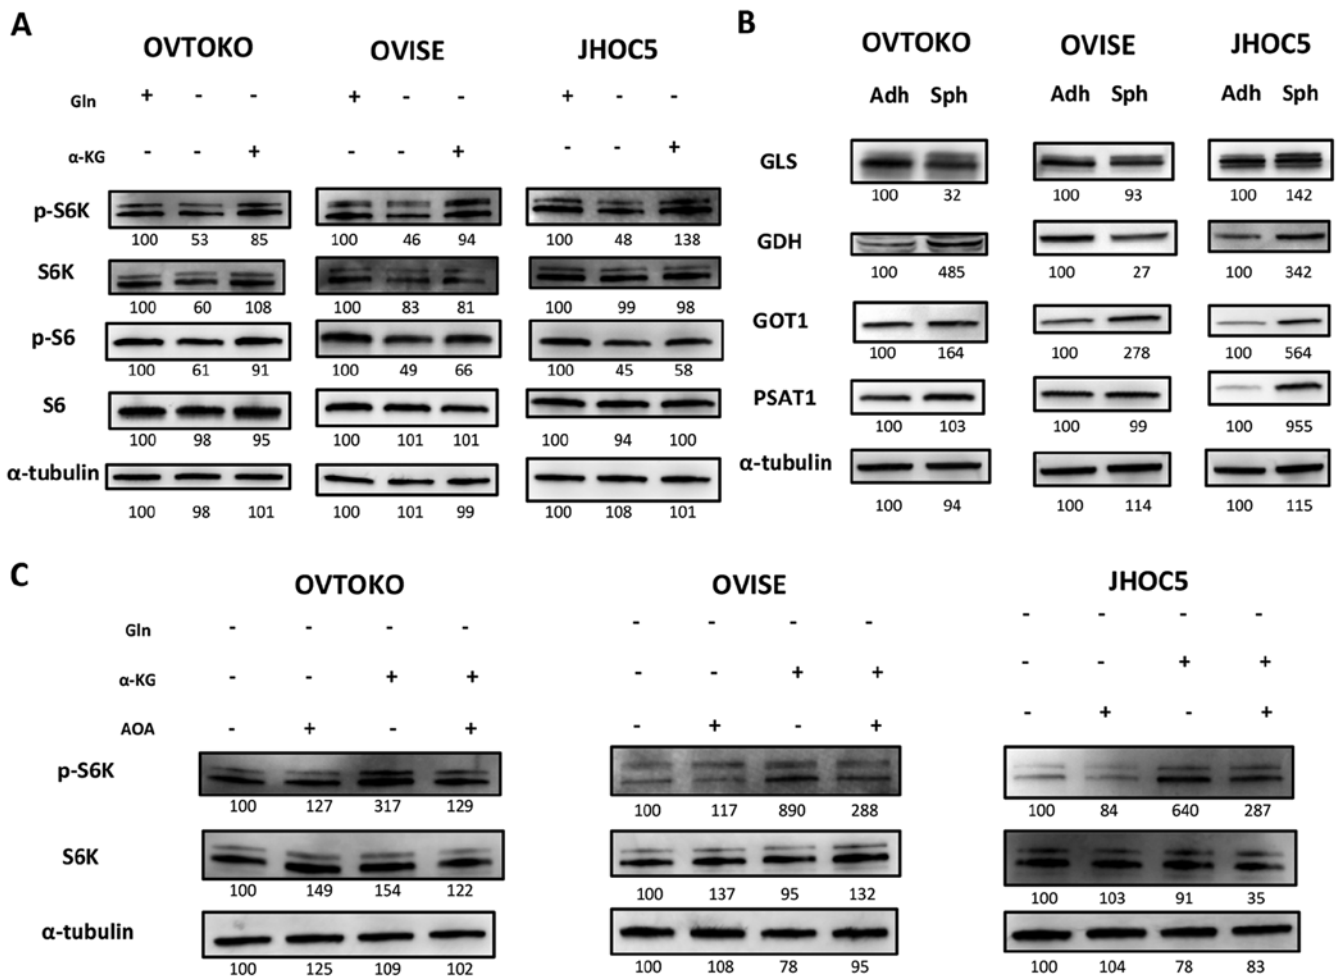 A
OVTOKO OVISE JHOC5
Gln + - - + - - + - -
α-KG - - + - - + - - +
p-S6K
100 53 85 100 46 94 100 48 138
S6K
100 60 108 100 83 81 100 99 98
p-S6
100 61 91 100 49 66 100 45 58
S6
100 98 95 100 101 101 100 94 100
α-tubulin
100 98 101 100 101 99 100 108 101
B
OVTOKO OVISE JHOC5
Adh Sph Adh Sph Adh Sph
GLS
100 32 100 93 100 142
GDH
100 485 100 27 100 342
GOT1
100 164 100 278 100 564
PSAT1
100 103 100 99 100 955
α-tubulin
100 94 100 114 100 115
C
OVTOKO OVISE JHOC5
Gln - - - - - - - - - - - -
α-KG - - + + - - + + - - + +
AOA - + - + - + - + - + - +
p-S6K
100 127 317 129 100 117 890 288 100 84 640 287
S6K
100 149 154 122 100 137 95 132 100 103 91 35
α-tubulin
100 125 109 102 100 108 78 95 100 104 78 83